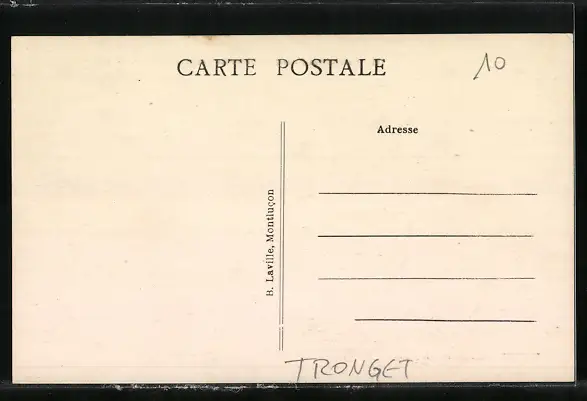 CARTE POSTALE
10
Adresse
B. Laville, Montluçon
TRONGET